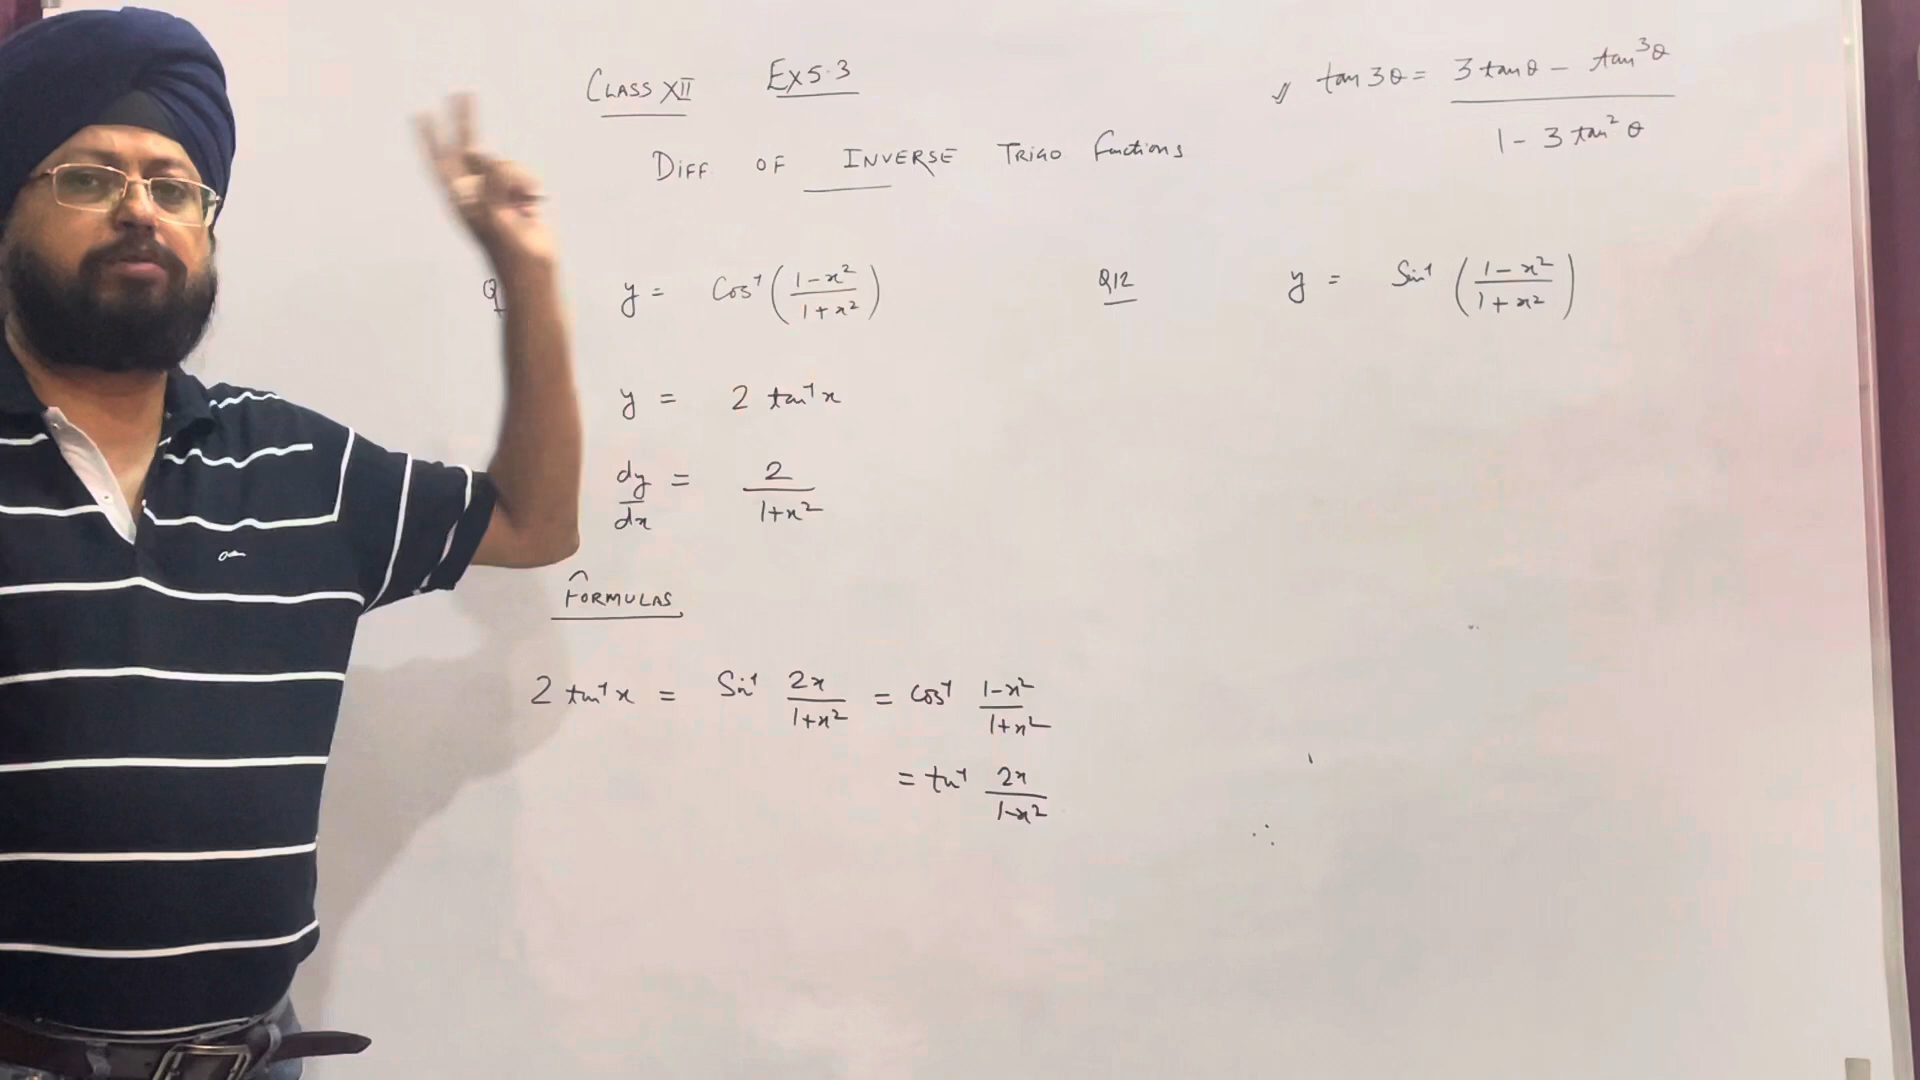 CLASS XII EX 5.3
tan 3θ = 3 tan θ − tan³θ / 1 − 3 tan² θ
DIFF OF INVERSE TRIGO Functions
Q y = Cos⁻¹ (1 − x² / 1 + x²)
Q12 y = Sin⁻¹ (1 − x² / 1 + x²)
y = 2 tan⁻¹ x
dy/dx = 2 / 1+x²
FORMULAS
2 tan⁻¹ x = Sin⁻¹ 2x / 1+x² = cos⁻¹ 1−x² / 1+x²
= tan⁻¹ 2x / 1−x²